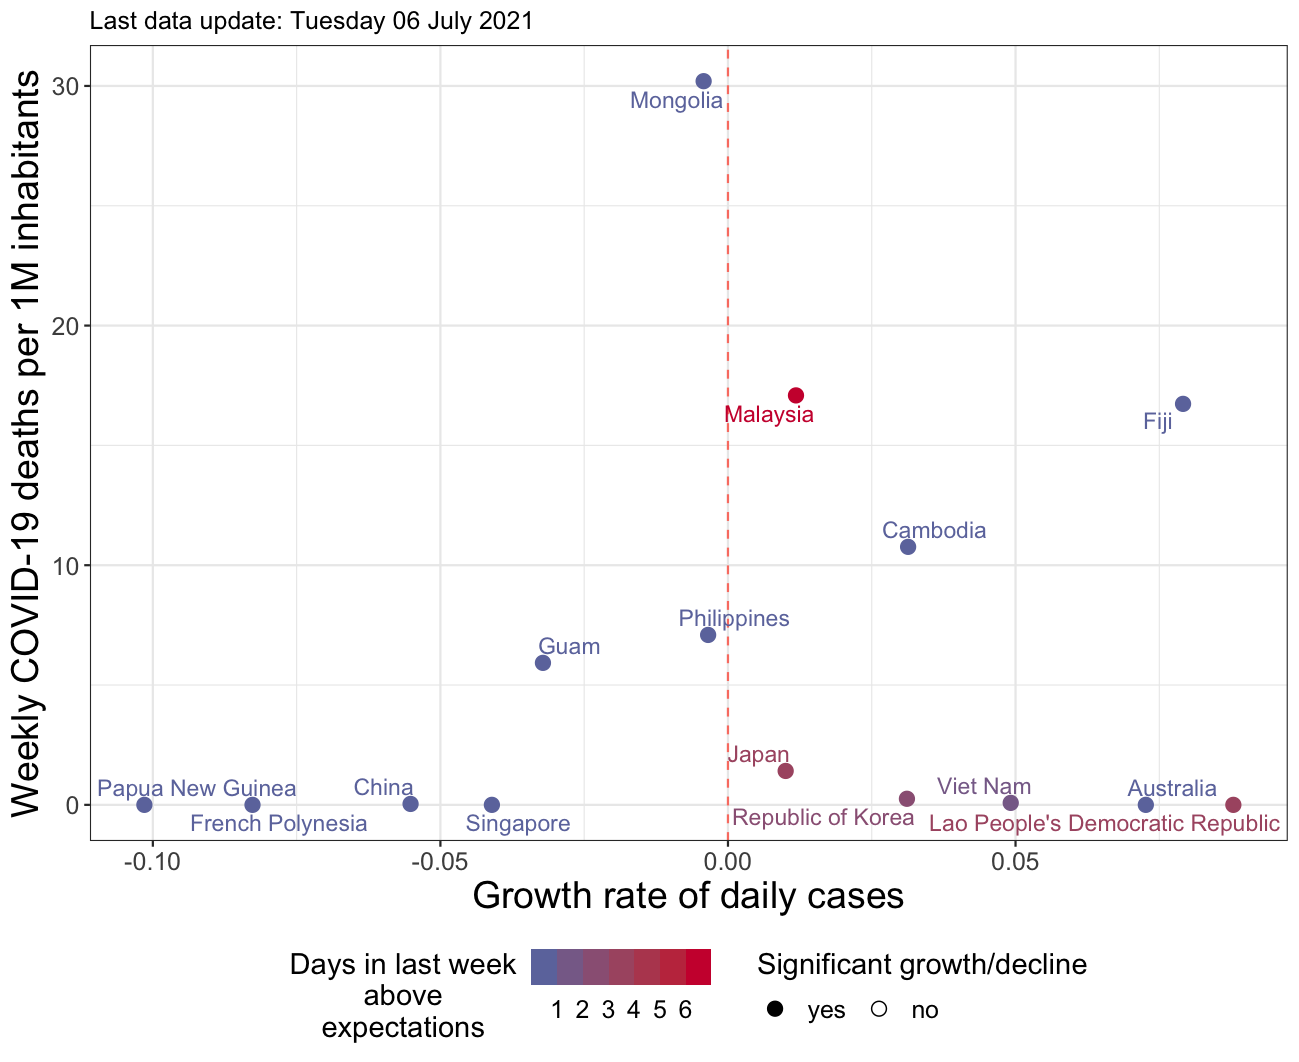 Last data update: Tuesday 06 July 2021
Weekly COVID-19 deaths per 1M inhabitants
30
20
10
0
Mongolia
Malaysia
Fiji
Cambodia
Philippines
Guam
Japan
Papua New Guinea
China
Viet Nam
Australia
French Polynesia
Singapore
Republic of Korea
Lao People's Democratic Republic
-0.10
-0.05
0.00
0.05
Growth rate of daily cases
Days in last week
above
expectations
1 2 3 4 5 6
Significant growth/decline
yes
no